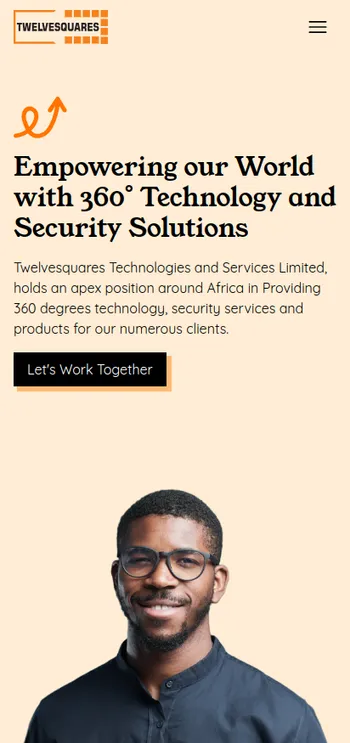 TWELVESQUARES
Empowering our World
with 360° Technology and
Security Solutions
Twelvesquares Technologies and Services Limited,
holds an apex position around Africa in Providing
360 degrees technology, security services and
products for our numerous clients.
Let's Work Together